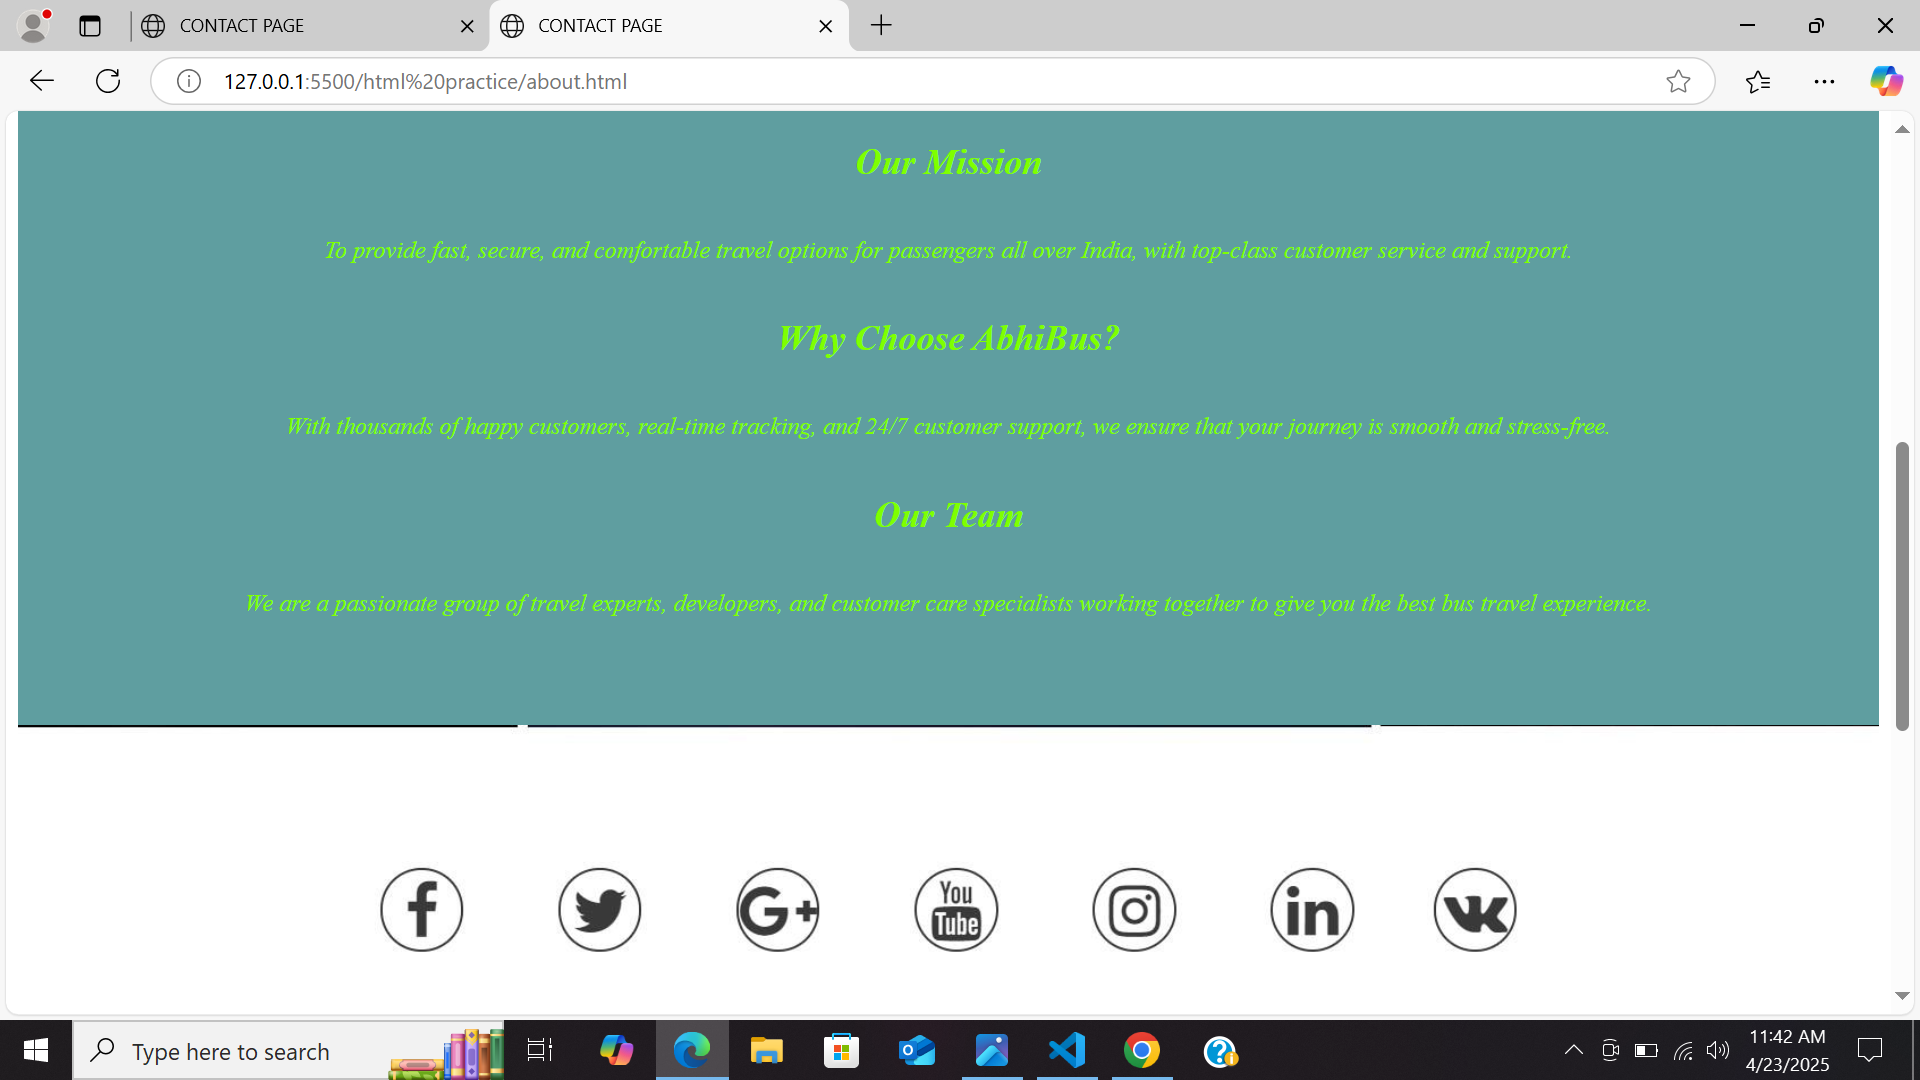 CONTACT PAGE
CONTACT PAGE
127.0.0.1:5500/html%20practice/about.html
Our Mission
To provide fast, secure, and comfortable travel options for passengers all over India, with top-class customer service and support.
Why Choose AbhiBus?
With thousands of happy customers, real-time tracking, and 24/7 customer support, we ensure that your journey is smooth and stress-free.
Our Team
We are a passionate group of travel experts, developers, and customer care specialists working together to give you the best bus travel experience.
f G+ You Tube in VK
Type here to search
11:42 AM
4/23/2025